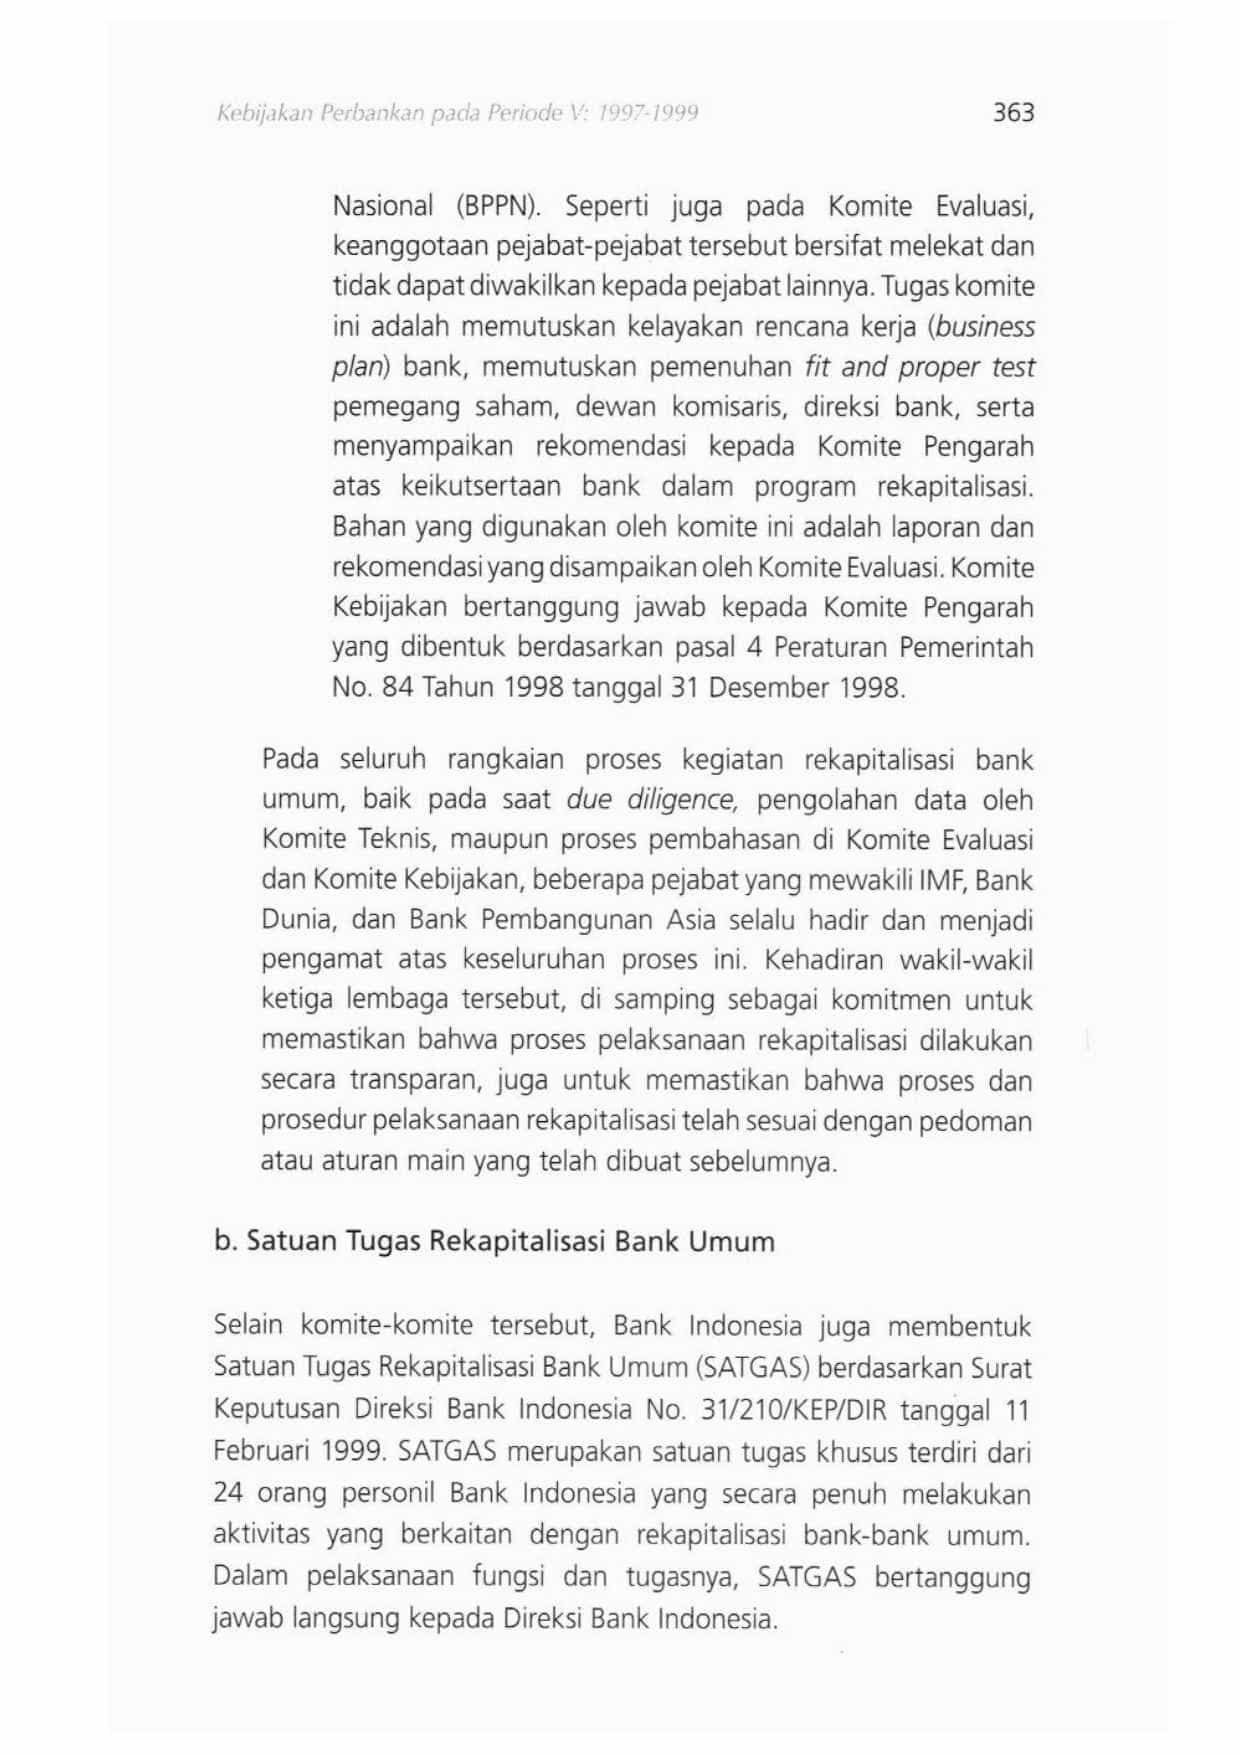 Kebijakan Perbankan pada Periode V: 1997-1999 363
Nasional (BPPN). Seperti juga pada Komite Evaluasi,
keanggotaan pejabat-pejabat tersebut bersifat melekat dan
tidak dapat diwakilkan kepada pejabat lainnya. Tugas komite
ini adalah memutuskan kelayakan rencana kerja (business
plan) bank, memutuskan pemenuhan fit and proper test
pemegang saham, dewan komisaris, direksi bank, serta
menyampaikan rekomendasi kepada Komite Pengarah
atas keikutsertaan bank dalam program rekapitalisasi.
Bahan yang digunakan oleh komite ini adalah laporan dan
rekomendasi yang disampaikan oleh Komite Evaluasi. Komite
Kebijakan bertanggung jawab kepada Komite Pengarah
yang dibentuk berdasarkan pasal 4 Peraturan Pemerintah
No. 84 Tahun 1998 tanggal 31 Desember 1998.
Pada seluruh rangkaian proses kegiatan rekapitalisasi bank
umum, baik pada saat due diligence, pengolahan data oleh
Komite Teknis, maupun proses pembahasan di Komite Evaluasi
dan Komite Kebijakan, beberapa pejabat yang mewakili IMF, Bank
Dunia, dan Bank Pembangunan Asia selalu hadir dan menjadi
pengamat atas keseluruhan proses ini. Kehadiran wakil-wakil
ketiga lembaga tersebut, di samping sebagai komitmen untuk
memastikan bahwa proses pelaksanaan rekapitalisasi dilakukan
secara transparan, juga untuk memastikan bahwa proses dan
prosedur pelaksanaan rekapitalisasi telah sesuai dengan pedoman
atau aturan main yang telah dibuat sebelumnya.
b. Satuan Tugas Rekapitalisasi Bank Umum
Selain komite-komite tersebut, Bank Indonesia juga membentuk
Satuan Tugas Rekapitalisasi Bank Umum (SATGAS) berdasarkan Surat
Keputusan Direksi Bank Indonesia No. 31/210/KEP/DIR tanggal 11
Februari 1999. SATGAS merupakan satuan tugas khusus terdiri dari
24 orang personil Bank Indonesia yang secara penuh melakukan
aktivitas yang berkaitan dengan rekapitalisasi bank-bank umum.
Dalam pelaksanaan fungsi dan tugasnya, SATGAS bertanggung
jawab langsung kepada Direksi Bank Indonesia.